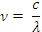 ν = c/λ